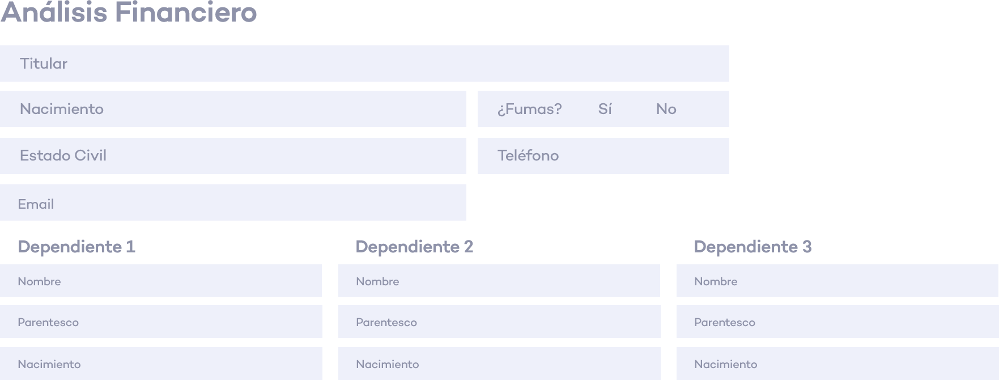 Análisis Financiero
Titular
Nacimiento
¿Fumas? Sí No
Estado Civil
Teléfono
Email
Dependiente 1
Nombre
Parentesco
Nacimiento
Dependiente 2
Nombre
Parentesco
Nacimiento
Dependiente 3
Nombre
Parentesco
Nacimiento